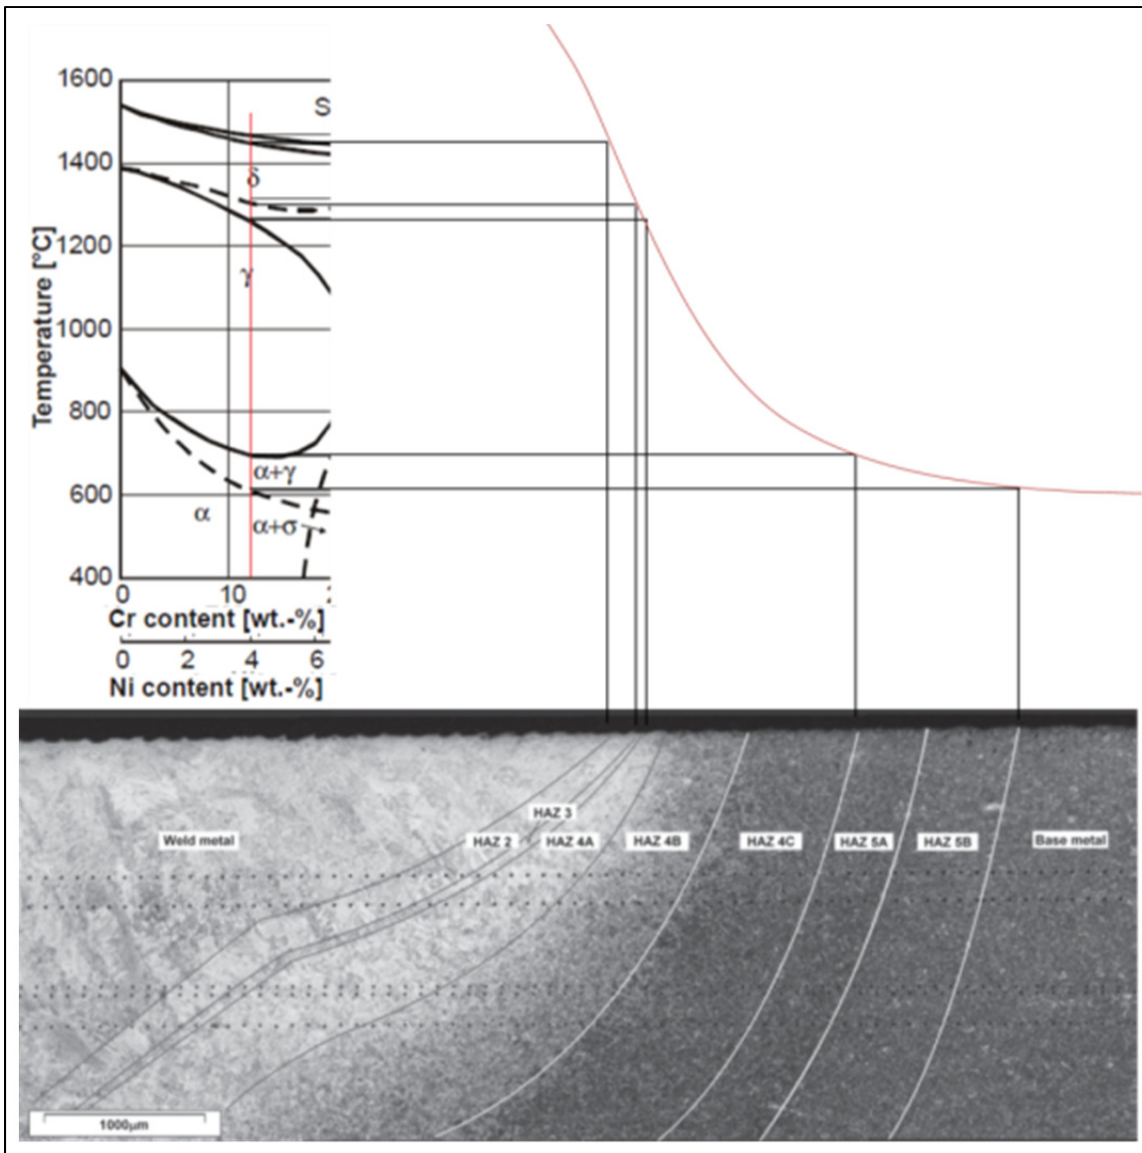 1600
S
1400
δ
1200
γ
1000
Temperature [°C]
800
α+γ
600
α
α+σ
400
0 10
Cr content [wt.-%]
0 2 4 6
Ni content [wt.-%]
HAZ 3
Weld metal HAZ 2 HAZ 4A HAZ 4B HAZ 4C HAZ 5A HAZ 5B Base metal
1000µm